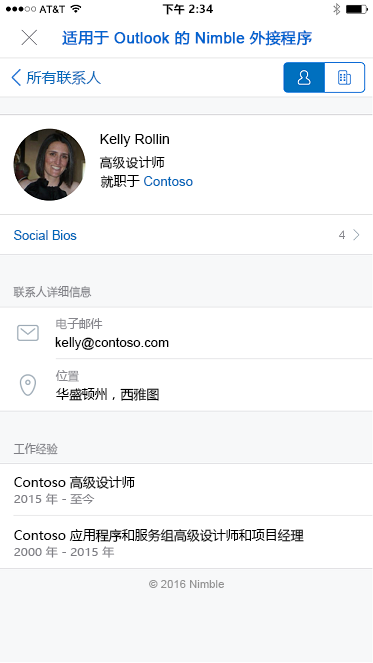 AT&T 下午 2:34
适用于 Outlook 的 Nimble 外接程序
所有联系人
Kelly Rollin
高级设计师
就职于 Contoso
Social Bios 4
联系人详细信息
电子邮件
kelly@contoso.com
位置
华盛顿州，西雅图
工作经验
Contoso 高级设计师
2015 年 - 至今
Contoso 应用程序和服务组高级设计师和项目经理
2000 年 - 2015 年
© 2016 Nimble